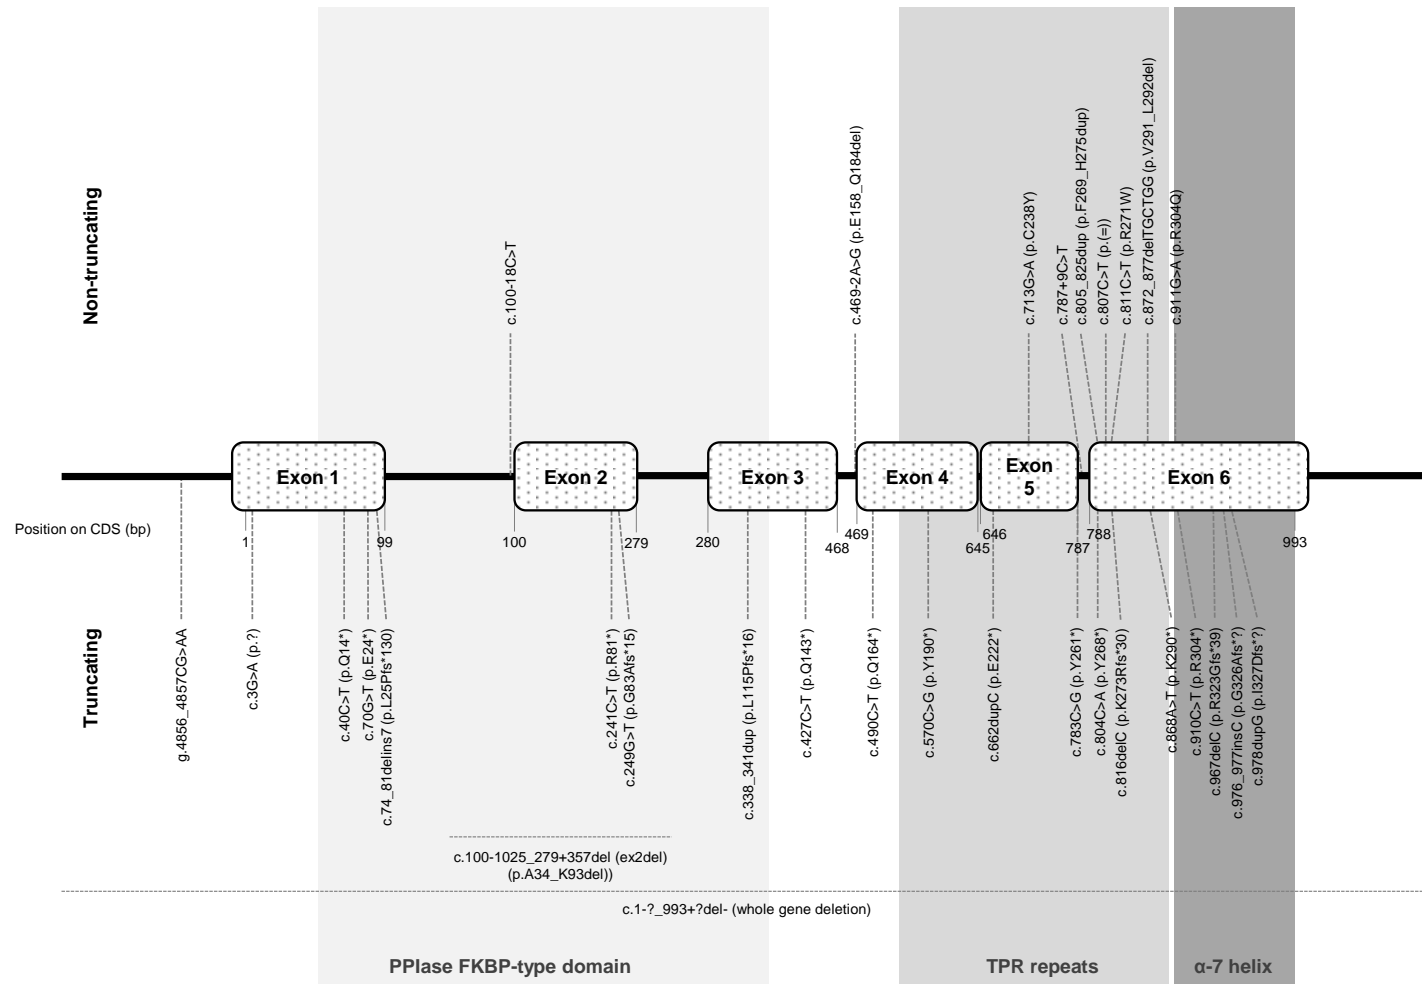 Non-truncating
c.100-18C>T
c.469-2A>G (p.E158_Q184del)
c.713G>A (p.C238Y)
c.787+9C>T
c.805_825dup (p.F269_H275dup)
c.807C>T (p.(=))
c.811C>T (p.R271W)
c.872_877delTGCTGG (p.V291_L292del)
c.911G>A (p.R304Q)
Exon 1
Exon 2
Exon 3
Exon 4
Exon
5
Exon 6
Position on CDS (bp)
1
99
100
279
280
468
469
645
646
787
788
993
Truncating
g.4856_4857CG>AA
c.3G>A (p.?)
c.40C>T (p.Q14*)
c.70G>T (p.E24*)
c.74_81delins7 (p.L25Pfs*130)
c.241C>T (p.R81*)
c.249G>T (p.G83Afs*15)
c.338_341dup (p.L115Pfs*16)
c.427C>T (p.Q143*)
c.490C>T (p.Q164*)
c.570C>G (p.Y190*)
c.662dupC (p.E222*)
c.783C>G (p.Y261*)
c.804C>A (p.Y268*)
c.816delC (p.K273Rfs*30)
c.868A>T (p.K290*)
c.910C>T (p.R304*)
c.967delC (p.R323Gfs*39)
c.976_977insC (p.G326Afs*?)
c.978dupG (p.I327Dfs*?)
c.100-1025_279+357del (ex2del)
(p.A34_K93del))
c.1-?_993+?del- (whole gene deletion)
PPIase FKBP-type domain
TPR repeats
α-7 helix